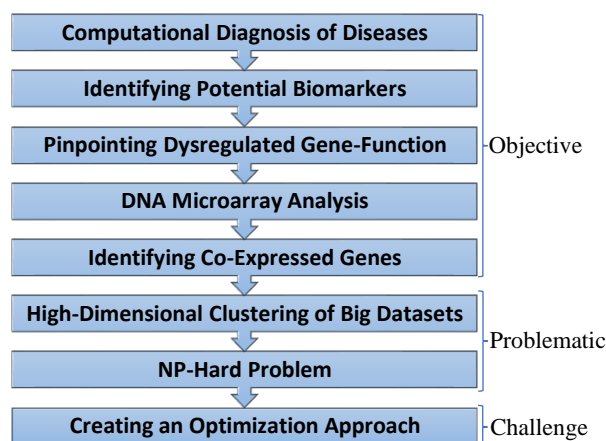 Computational Diagnosis of Diseases
Identifying Potential Biomarkers
Pinpointing Dysregulated Gene-Function
Objective
DNA Microarray Analysis
Identifying Co-Expressed Genes
High-Dimensional Clustering of Big Datasets
Problematic
NP-Hard Problem
Creating an Optimization Approach
Challenge